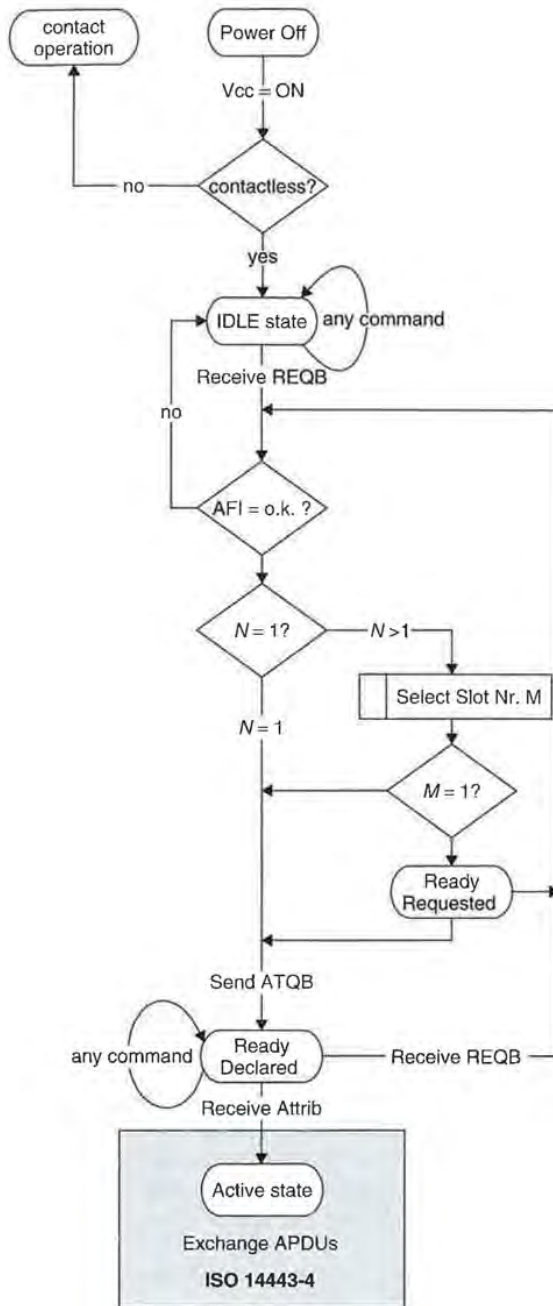 contact
operation
Power Off
Vcc = ON
no
contactless?
yes
IDLE state
any command
Receive REQB
no
AFI = o.k. ?
N = 1?
N >1
Select Slot Nr. M
N = 1
M = 1?
Ready
Requested
Send ATQB
any command
Ready
Declared
Receive REQB
Receive Attrib
Active state
Exchange APDUs
ISO 14443-4